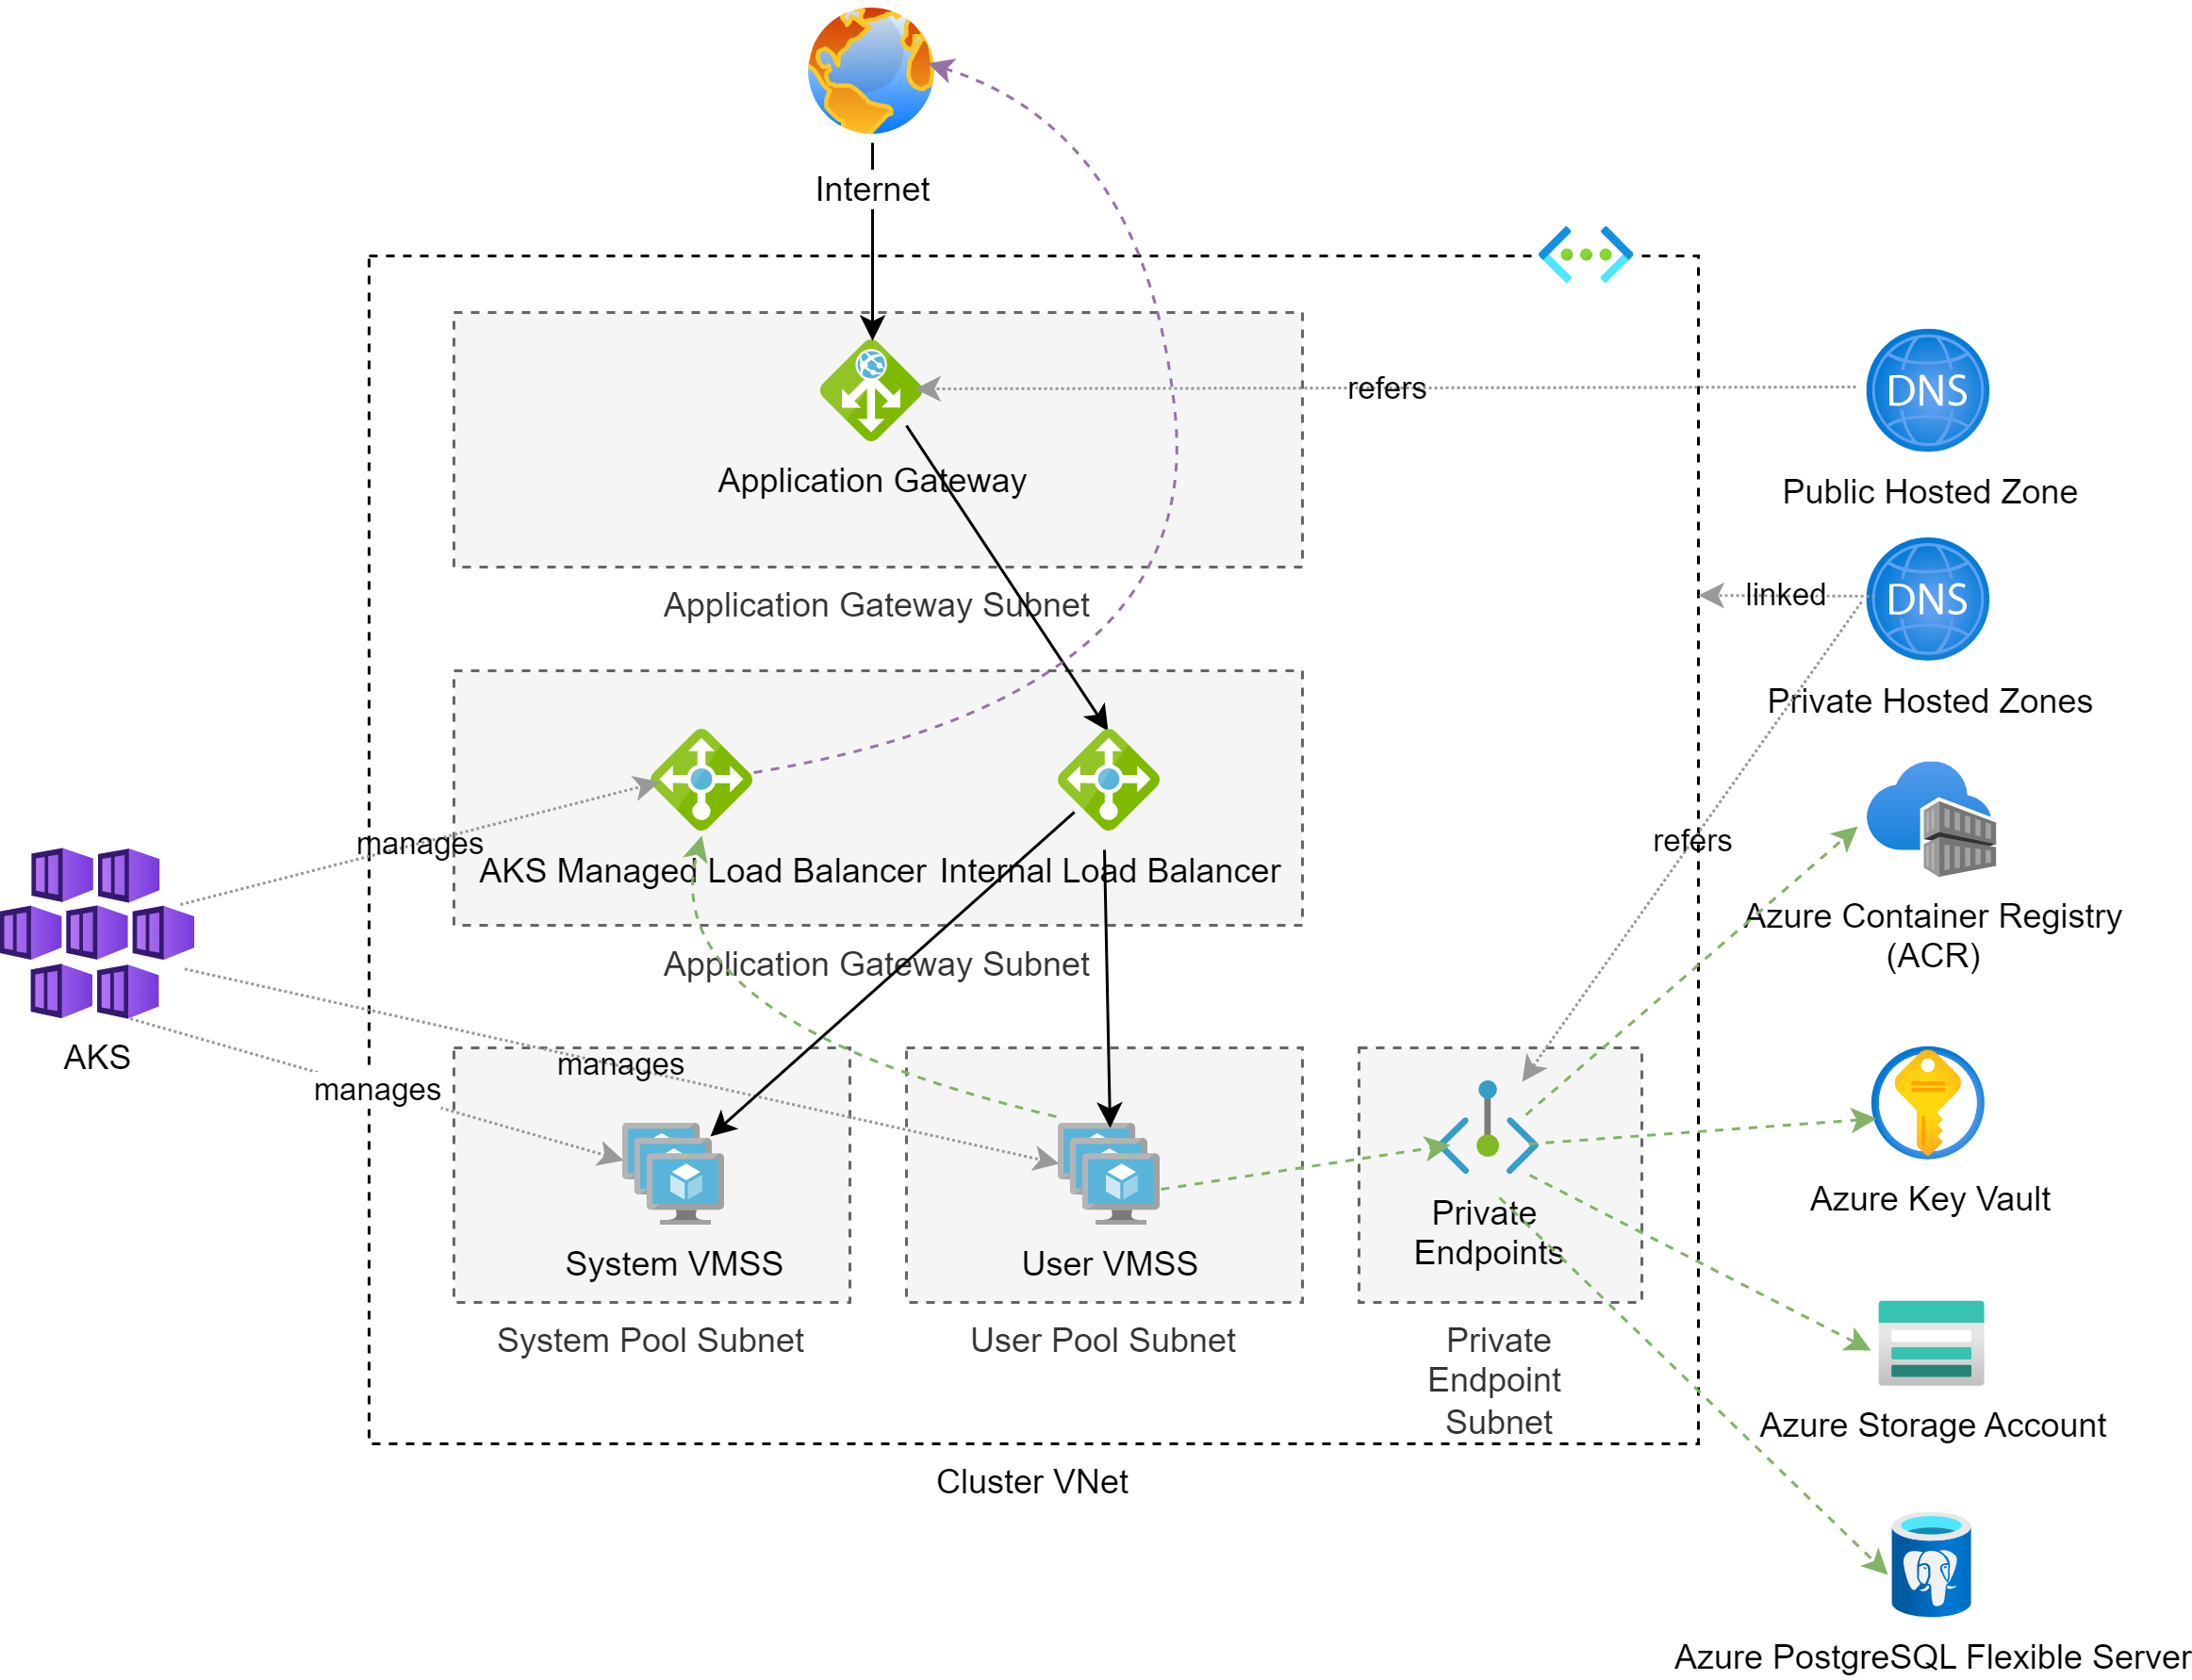 Internet
DNS
refers
Application Gateway
Public Hosted Zone
Application Gateway Subnet
DNS
linked
Private Hosted Zones
manages
refers
AKS Managed Load Balancer
Internal Load Balancer
Azure Container Registry
(ACR)
Application Gateway Subnet
AKS
manages
manages
Private
Endpoints
Azure Key Vault
System VMSS
User VMSS
System Pool Subnet
User Pool Subnet
Private
Endpoint
Subnet
Azure Storage Account
Cluster VNet
Azure PostgreSQL Flexible Server